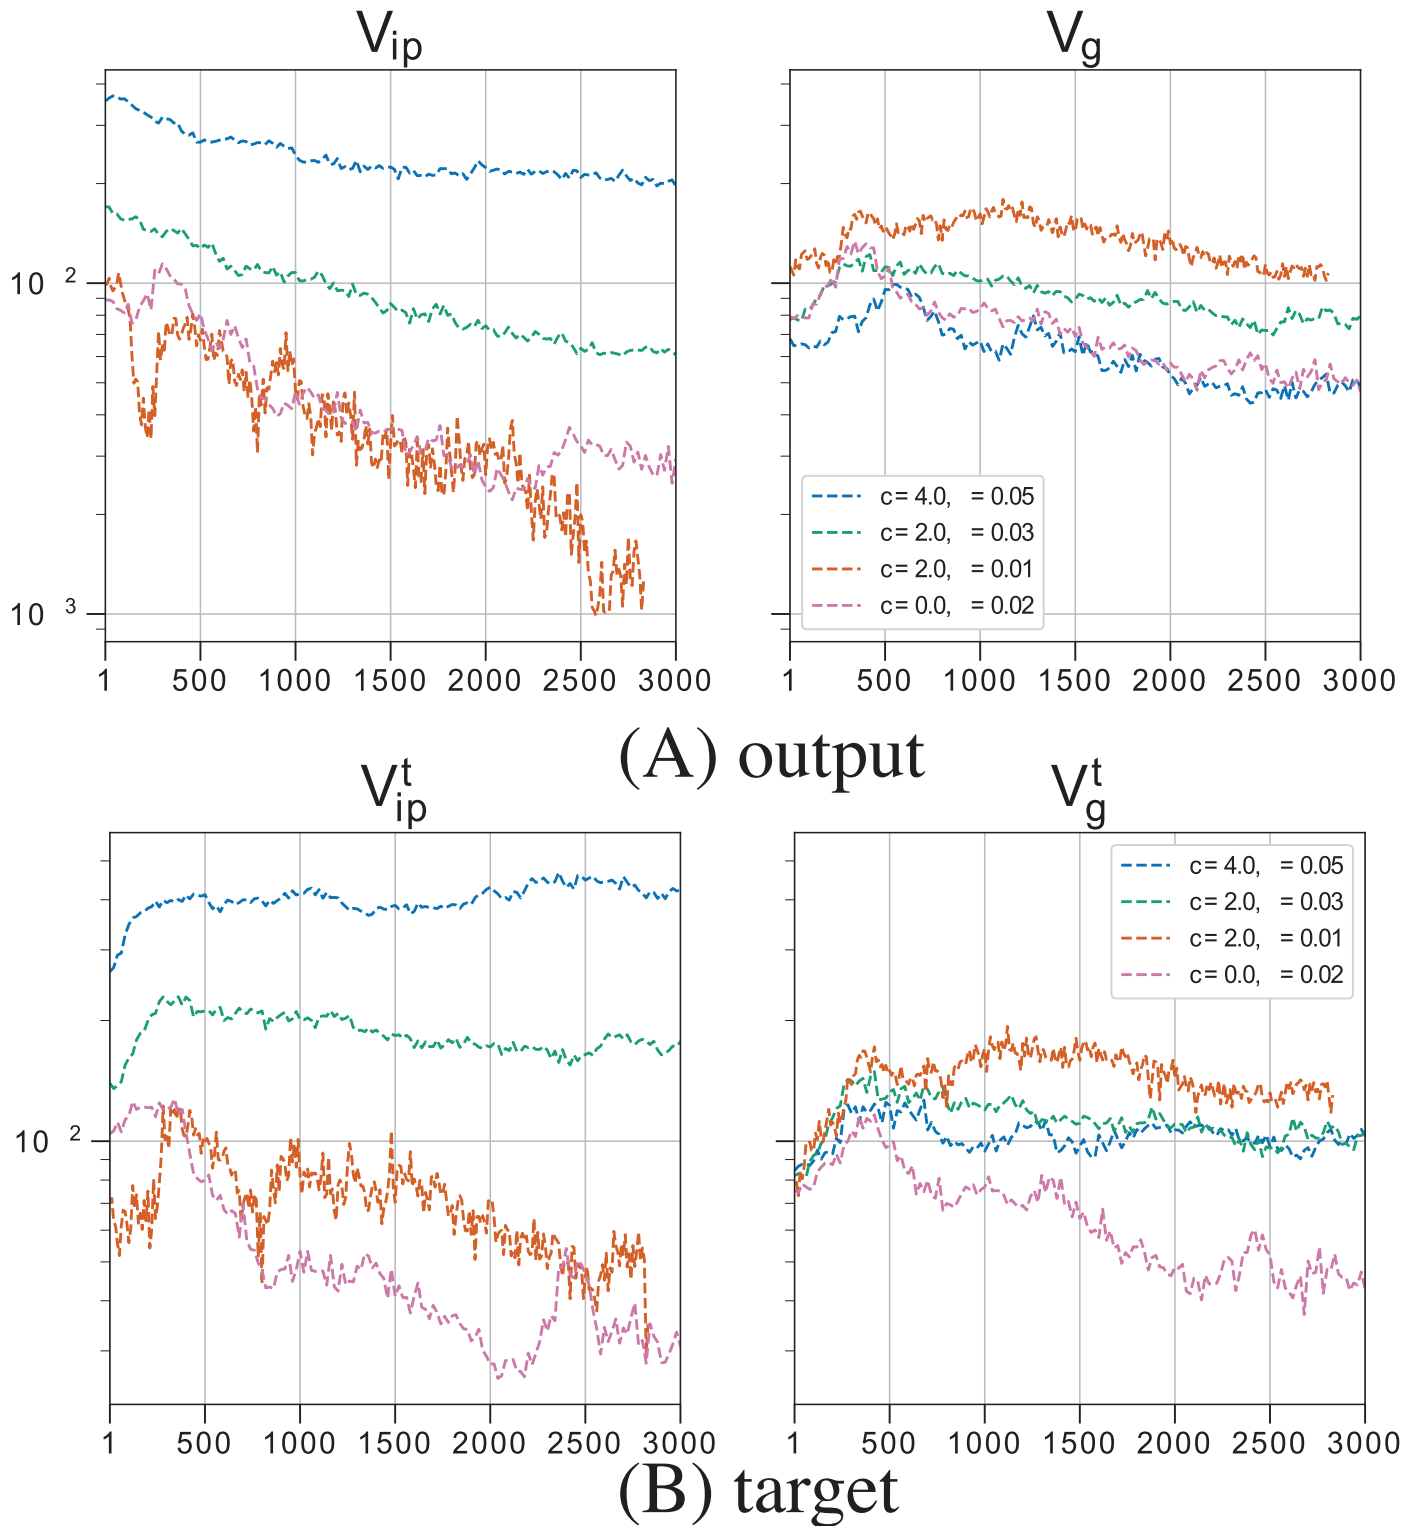 V_ip V_g
10 2
10 3
c= 4.0, = 0.05
c= 2.0, = 0.03
c= 2.0, = 0.01
c= 0.0, = 0.02
1 500 1000 1500 2000 2500 3000 1 500 1000 1500 2000 2500 3000
(A) output
V_ip^t V_g^t
c= 4.0, = 0.05
c= 2.0, = 0.03
c= 2.0, = 0.01
c= 0.0, = 0.02
10 2
1 500 1000 1500 2000 2500 3000 1 500 1000 1500 2000 2500 3000
(B) target